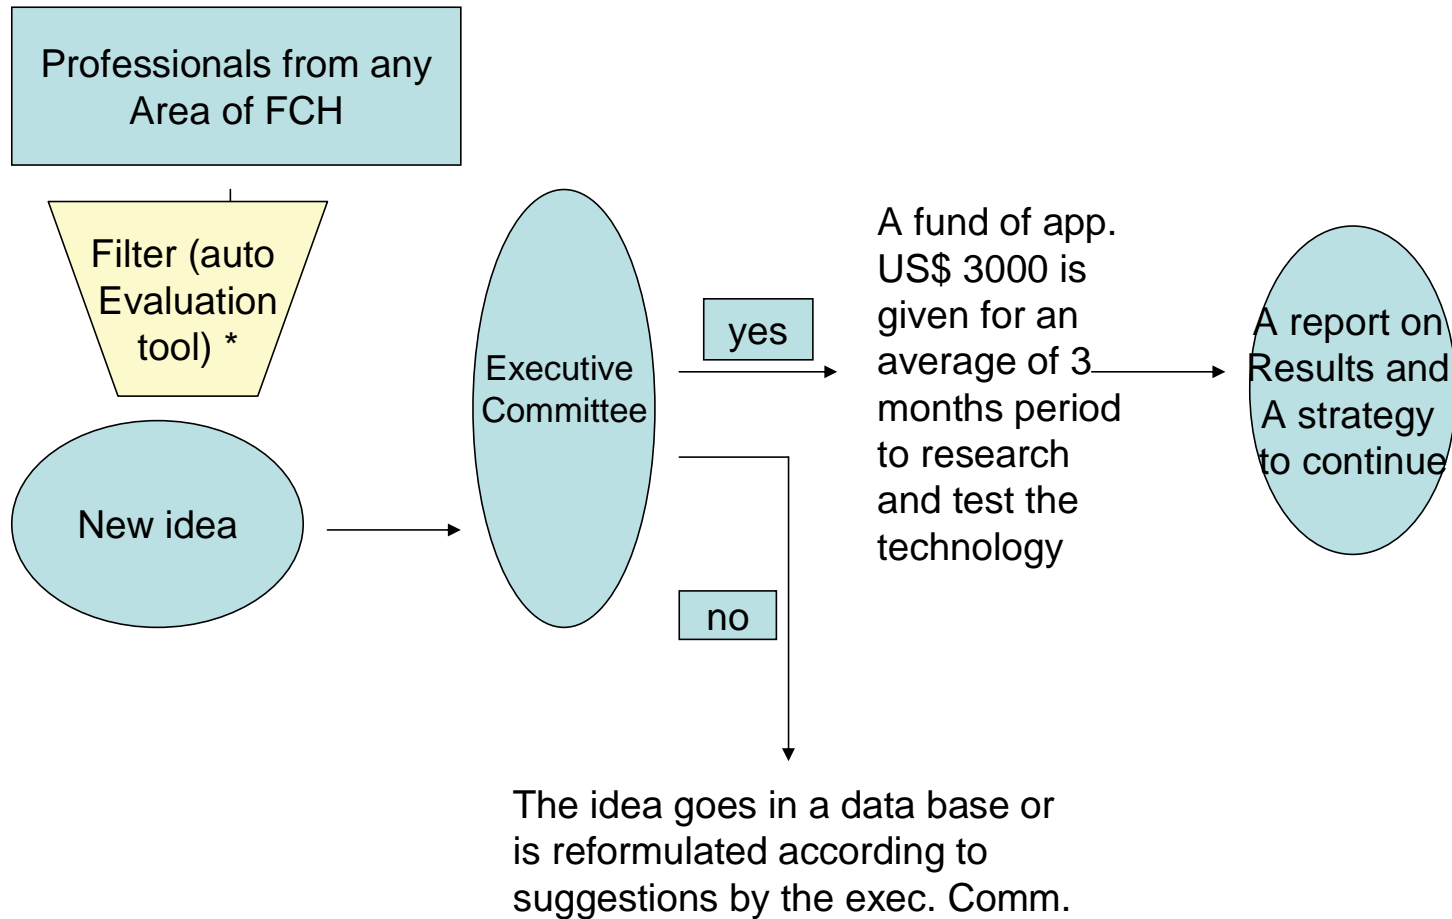 Professionals from any
Area of FCH
Filter (auto
Evaluation
tool) *
New idea
Executive
Committee
yes
no
A fund of app.
US$ 3000 is
given for an
average of 3
months period
to research
and test the
technology
A report on
Results and
A strategy
to continue
The idea goes in a data base or
is reformulated according to
suggestions by the exec. Comm.